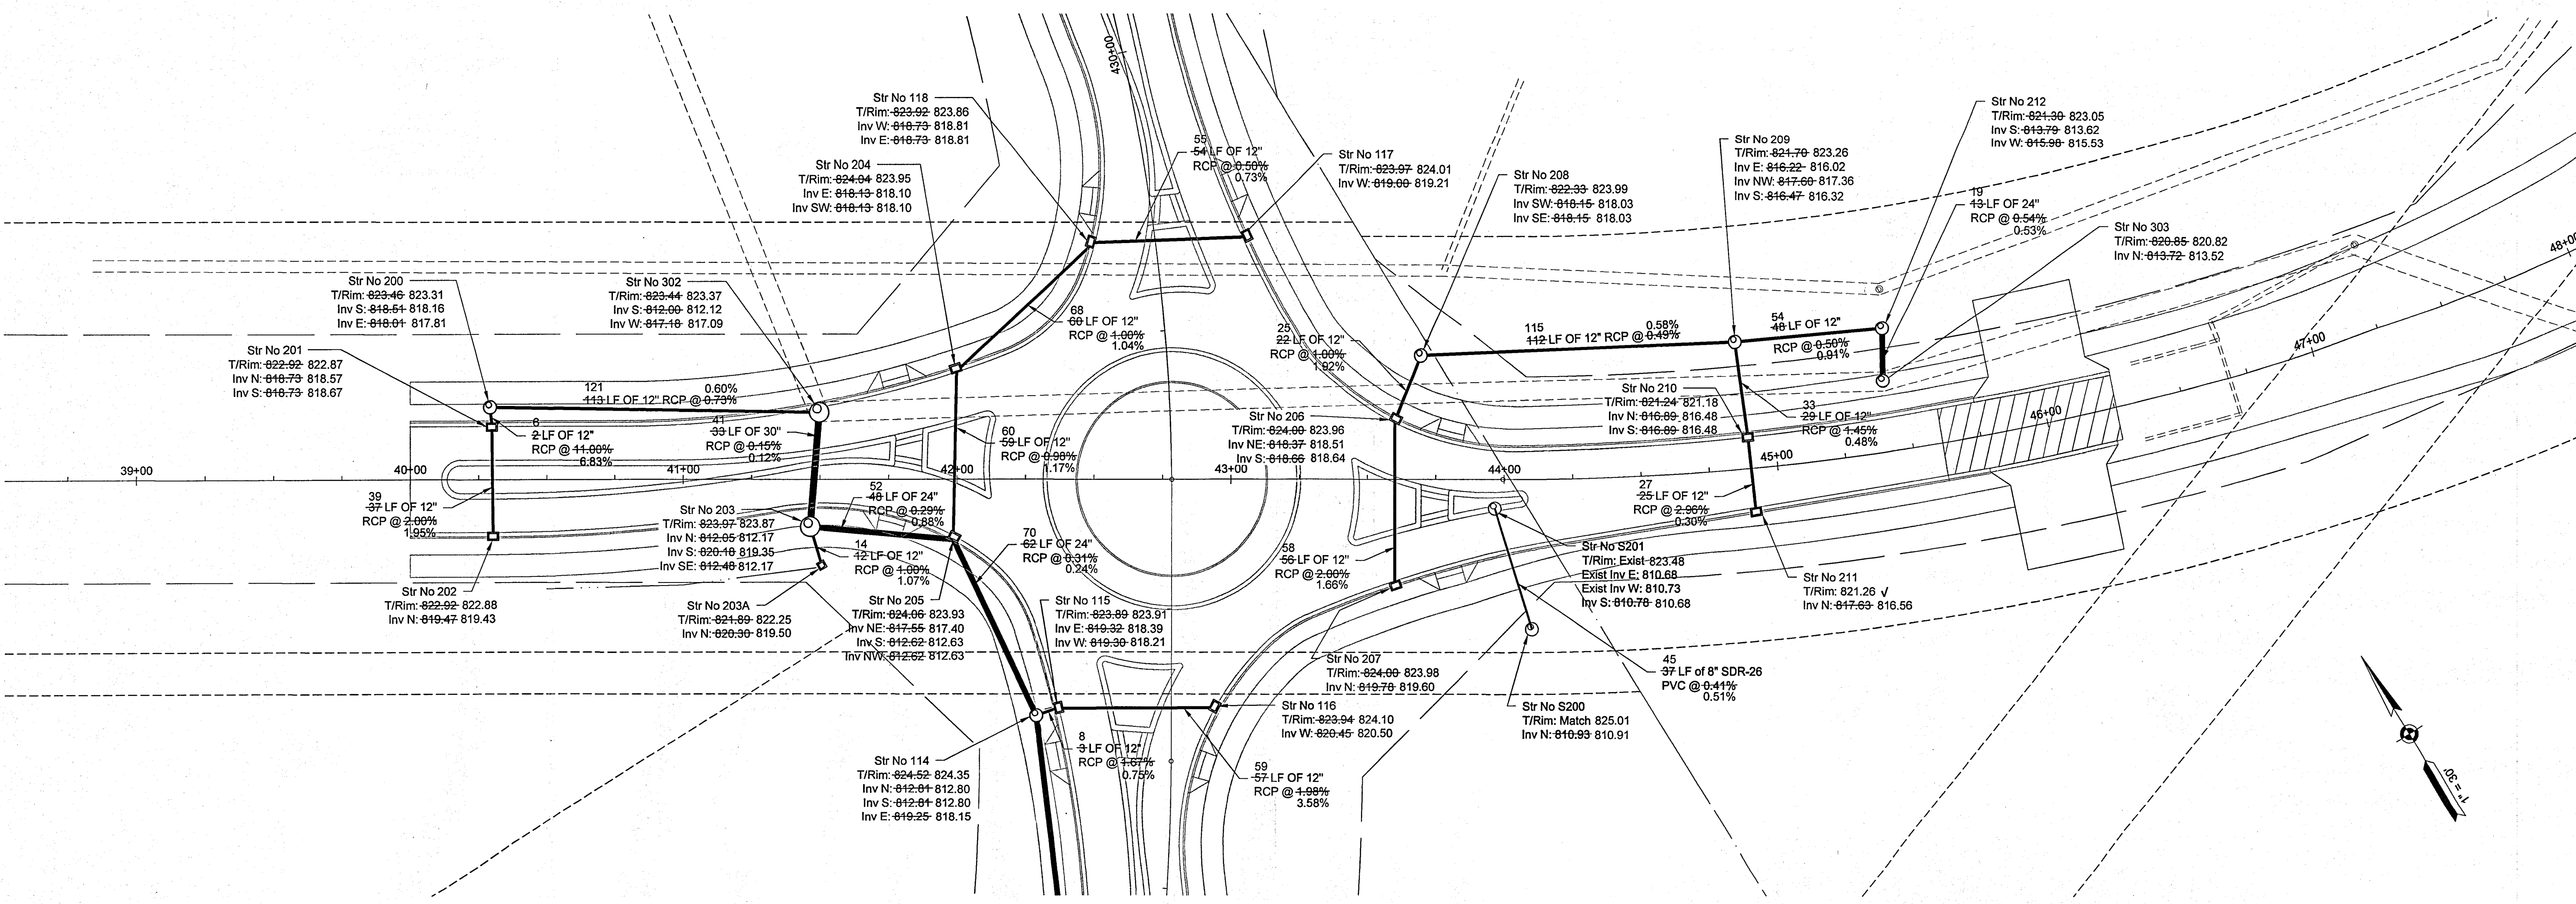 430+00
Str No 118
T/Rim: 823.92 823.86
Inv W: 818.73 818.81
Inv E: 818.73 818.81
55
54 LF OF 12"
RCP @ 0.50%
0.73%
Str No 117
T/Rim: 823.97 824.01
Inv W: 819.00 819.21
Str No 204
T/Rim: 824.04 823.95
Inv E: 818.13 818.10
Inv SW: 818.13 818.10
Str No 208
T/Rim: 822.33 823.99
Inv SW: 818.15 818.03
Inv SE: 818.15 818.03
Str No 209
T/Rim: 821.70 823.26
Inv E: 816.22 816.02
Inv NW: 817.60 817.36
Inv S: 816.47 816.32
Str No 212
T/Rim: 821.30 823.05
Inv S: 813.79 813.62
Inv W: 815.98 815.53
19
13 LF OF 24"
RCP @ 0.54%
0.53%
Str No 303
T/Rim: 820.85 820.82
Inv N: 813.72 813.52
48+00
Str No 200
T/Rim: 823.46 823.31
Inv S: 818.51 818.16
Inv E: 818.01 817.81
Str No 302
T/Rim: 823.44 823.37
Inv S: 812.00 812.12
Inv W: 817.18 817.09
68
60 LF OF 12"
RCP @ 1.00%
1.04%
25
22 LF OF 12"
RCP @ 1.00%
1.92%
115 0.58%
112 LF OF 12" RCP @ 0.49%
54
48 LF OF 12"
RCP @ 0.50%
0.91%
47+00
Str No 201
T/Rim: 822.92 822.87
Inv N: 818.73 818.57
Inv S: 818.73 818.67
121 0.60%
113 LF OF 12" RCP @ 0.73%
6
2 LF OF 12"
RCP @ 11.00%
6.83%
41
33 LF OF 30"
RCP @ 0.15%
0.12%
60
59 LF OF 12"
RCP @ 0.98%
1.17%
Str No 206
T/Rim: 824.00 823.96
Inv NE: 818.37 818.51
Inv S: 818.66 818.64
Str No 210
T/Rim: 821.24 821.18
Inv N: 816.89 816.48
Inv S: 816.89 816.48
33
29 LF OF 12"
RCP @ 1.45%
0.48%
46+00
39+00
40+00
41+00
42+00
43+00
44+00
45+00
39
37 LF OF 12"
RCP @ 2.00%
1.95%
52
48 LF OF 24"
RCP @ 0.29%
0.88%
27
25 LF OF 12"
RCP @ 2.96%
0.30%
Str No 203
T/Rim: 823.97 823.87
Inv N: 812.05 812.17
Inv S: 820.18 819.35
Inv SE: 812.48 812.17
14
12 LF OF 12"
RCP @ 1.00%
1.07%
70
62 LF OF 24"
RCP @ 0.31%
0.24%
58
56 LF OF 12"
RCP @ 2.00%
1.66%
Str No S201
T/Rim: Exist 823.48
Exist Inv E: 810.68
Exist Inv W: 810.73
Inv S: 810.78 810.68
Str No 211
T/Rim: 821.26 √
Inv N: 817.63 816.56
Str No 202
T/Rim: 822.92 822.88
Inv N: 819.47 819.43
Str No 203A
T/Rim: 821.89 822.25
Inv N: 820.30 819.50
Str No 205
T/Rim: 824.06 823.93
Inv NE: 817.55 817.40
Inv S: 812.62 812.63
Inv NW: 812.62 812.63
Str No 115
T/Rim: 823.89 823.91
Inv E: 819.32 818.39
Inv W: 819.30 818.21
Str No 207
T/Rim: 824.00 823.98
Inv N: 819.78 819.60
45
37 LF of 8" SDR-26
PVC @ 0.41%
0.51%
Str No 116
T/Rim: 823.94 824.10
Inv W: 820.45 820.50
Str No S200
T/Rim: Match 825.01
Inv N: 810.93 810.91
8
3 LF OF 12"
RCP @ 1.67%
0.75%
Str No 114
T/Rim: 824.52 824.35
Inv N: 812.81 812.80
Inv S: 812.81 812.80
Inv E: 819.25 818.15
59
57 LF OF 12"
RCP @ 1.98%
3.58%
1" = 30'